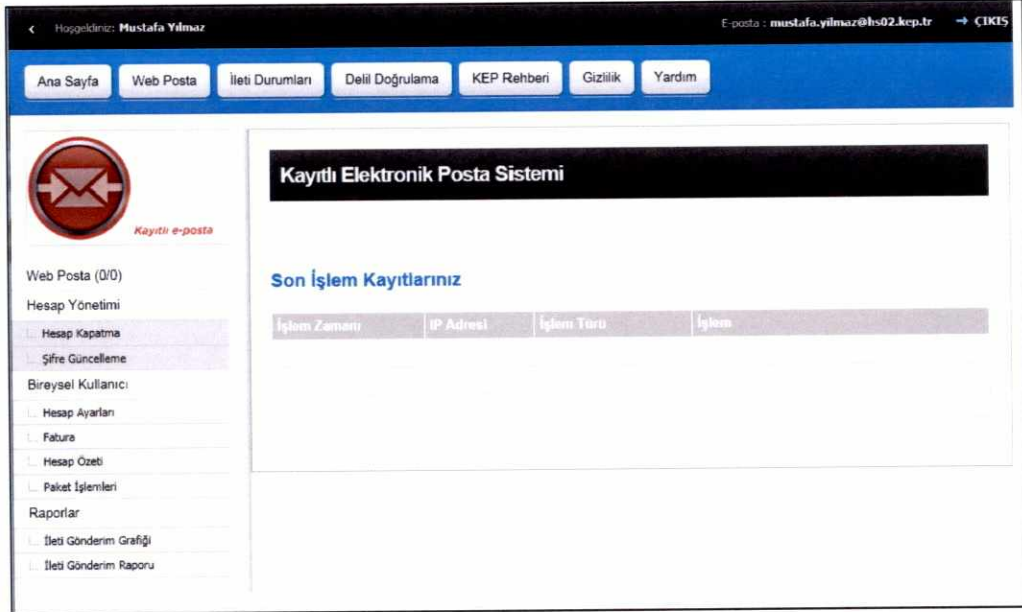 Hoşgeldiniz: Mustafa Yılmaz
E-posta : mustafa.yilmaz@hs02.kep.tr
ÇIKIŞ
Ana Sayfa
Web Posta
İleti Durumları
Delil Doğrulama
KEP Rehberi
Gizlilik
Yardım
Kayıtlı e-posta
Web Posta (0/0)
Hesap Yönetimi
Hesap Kapatma
Şifre Güncelleme
Bireysel Kullanıcı
Hesap Ayarları
Fatura
Hesap Özeti
Paket İşlemleri
Raporlar
İleti Gönderim Grafiği
İleti Gönderim Raporu
Kayıtlı Elektronik Posta Sistemi
Son İşlem Kayıtlarınız
İşlem Zamanı
IP Adresi
İşlem Türü
İşlem